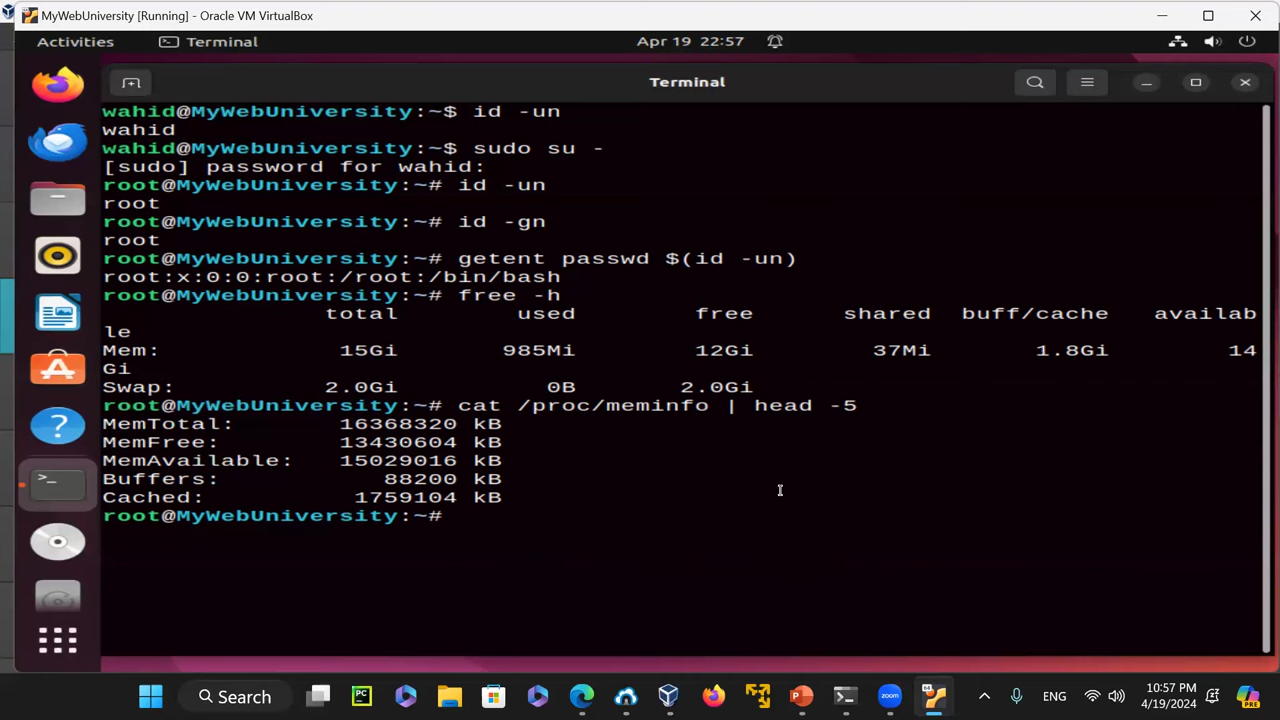 MyWebUniversity [Running] - Oracle VM VirtualBox
Activities Terminal Apr 19 22:57
Terminal
wahid@MyWebUniversity:~$ id -un
wahid
wahid@MyWebUniversity:~$ sudo su -
[sudo] password for wahid:
root@MyWebUniversity:~# id -un
root
root@MyWebUniversity:~# id -gn
root
root@MyWebUniversity:~# getent passwd $(id -un)
root:x:0:0:root:/root:/bin/bash
root@MyWebUniversity:~# free -h
total used free shared buff/cache availab
le
Mem: 15Gi 985Mi 12Gi 37Mi 1.8Gi 14
Gi
Swap: 2.0Gi 0B 2.0Gi
root@MyWebUniversity:~# cat /proc/meminfo | head -5
MemTotal: 16368320 kB
MemFree: 13430604 kB
MemAvailable: 15029016 kB
Buffers: 88200 kB
Cached: 1759104 kB
root@MyWebUniversity:~#
Search PC zoom ENG 10:57 PM PRE
4/19/2024